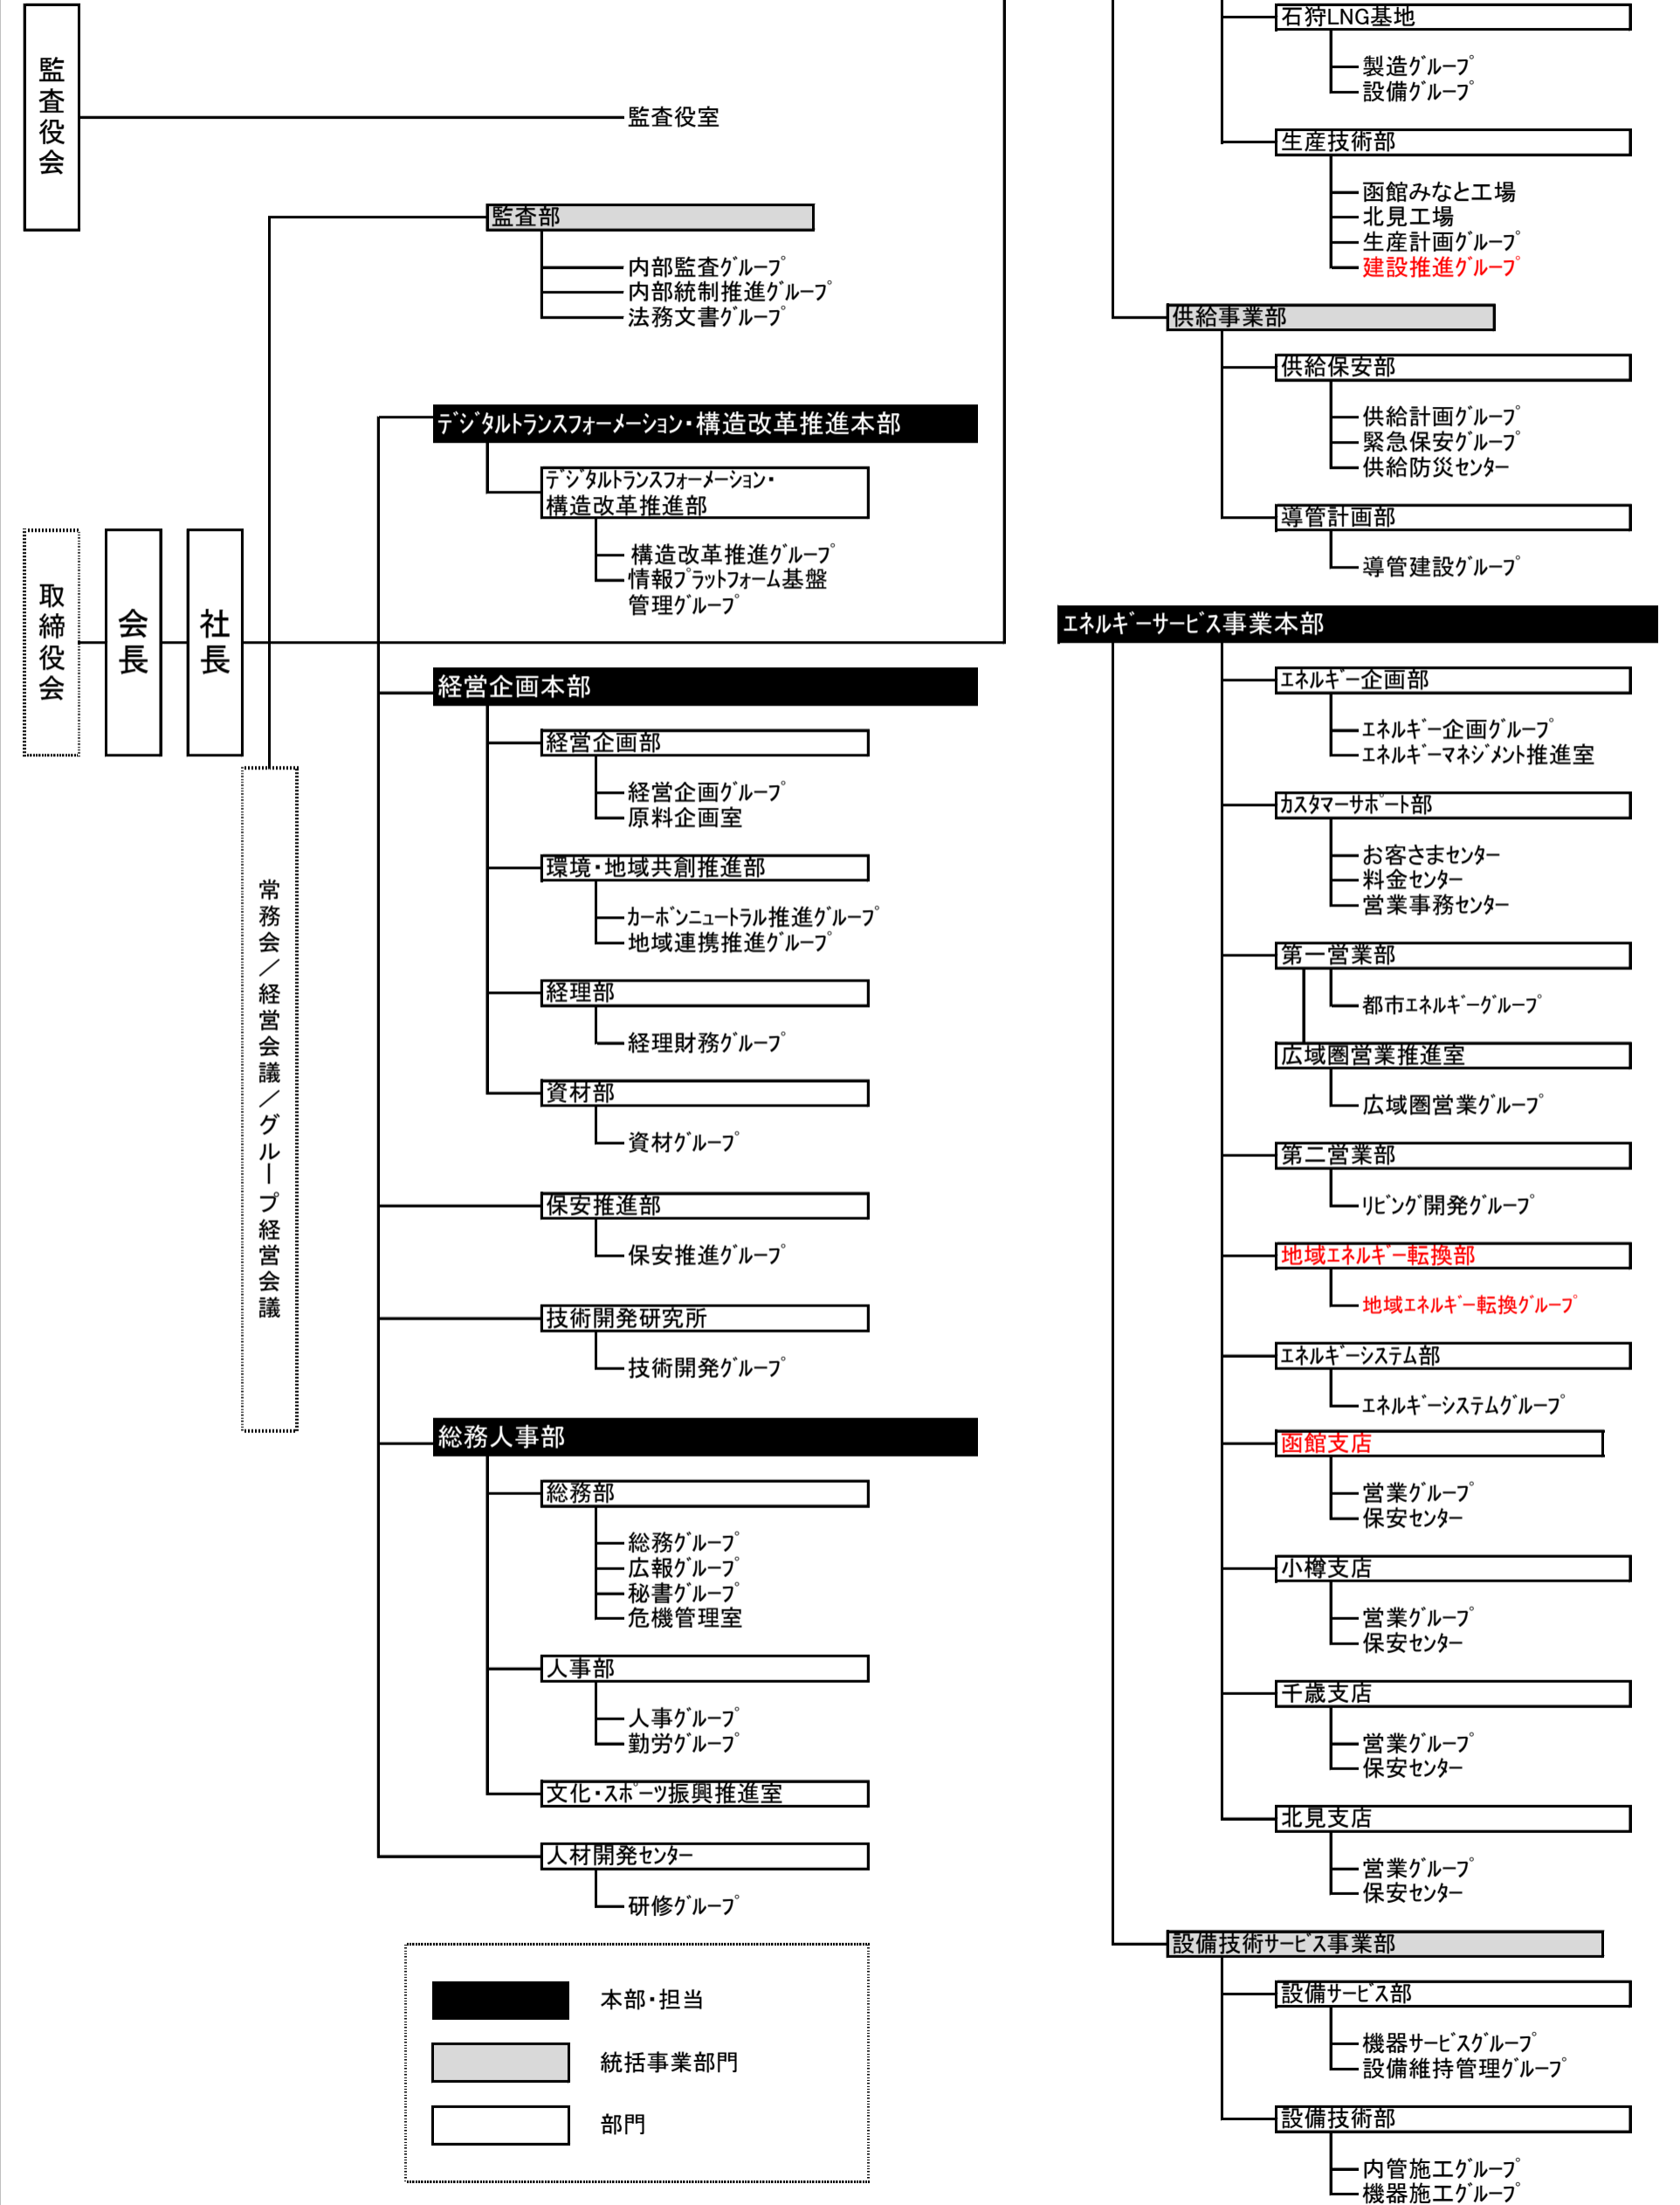 監査役会
監査役室
監査部
内部監査グループ
内部統制推進グループ
法務文書グループ
デジタルトランスフォーメーション・構造改革推進本部
デジタルトランスフォーメーション・
構造改革推進部
構造改革推進グループ
情報プラットフォーム基盤
管理グループ
取締役会
会長
社長
常務会／経営会議／グループ経営会議
経営企画本部
経営企画部
経営企画グループ
原料企画室
環境・地域共創推進部
カーボンニュートラル推進グループ
地域連携推進グループ
経理部
経理財務グループ
資材部
資材グループ
保安推進部
保安推進グループ
技術開発研究所
技術開発グループ
総務人事部
総務部
総務グループ
広報グループ
秘書グループ
危機管理室
人事部
人事グループ
勤労グループ
文化・スポーツ振興推進室
人材開発センター
研修グループ
本部・担当
統括事業部門
部門
石狩LNG基地
製造グループ
設備グループ
生産技術部
函館みなと工場
北見工場
生産計画グループ
建設推進グループ
供給事業部
供給保安部
供給計画グループ
緊急保安グループ
供給防災センター
導管計画部
導管建設グループ
エネルギーサービス事業本部
エネルギー企画部
エネルギー企画グループ
エネルギーマネジメント推進室
カスタマーサポート部
お客さまセンター
料金センター
営業事務センター
第一営業部
都市エネルギーグループ
広域圏営業推進室
広域圏営業グループ
第二営業部
リビング開発グループ
地域エネルギー転換部
地域エネルギー転換グループ
エネルギーシステム部
エネルギーシステムグループ
函館支店
営業グループ
保安センター
小樽支店
営業グループ
保安センター
千歳支店
営業グループ
保安センター
北見支店
営業グループ
保安センター
設備技術サービス事業部
設備サービス部
機器サービスグループ
設備維持管理グループ
設備技術部
内管施工グループ
機器施工グループ